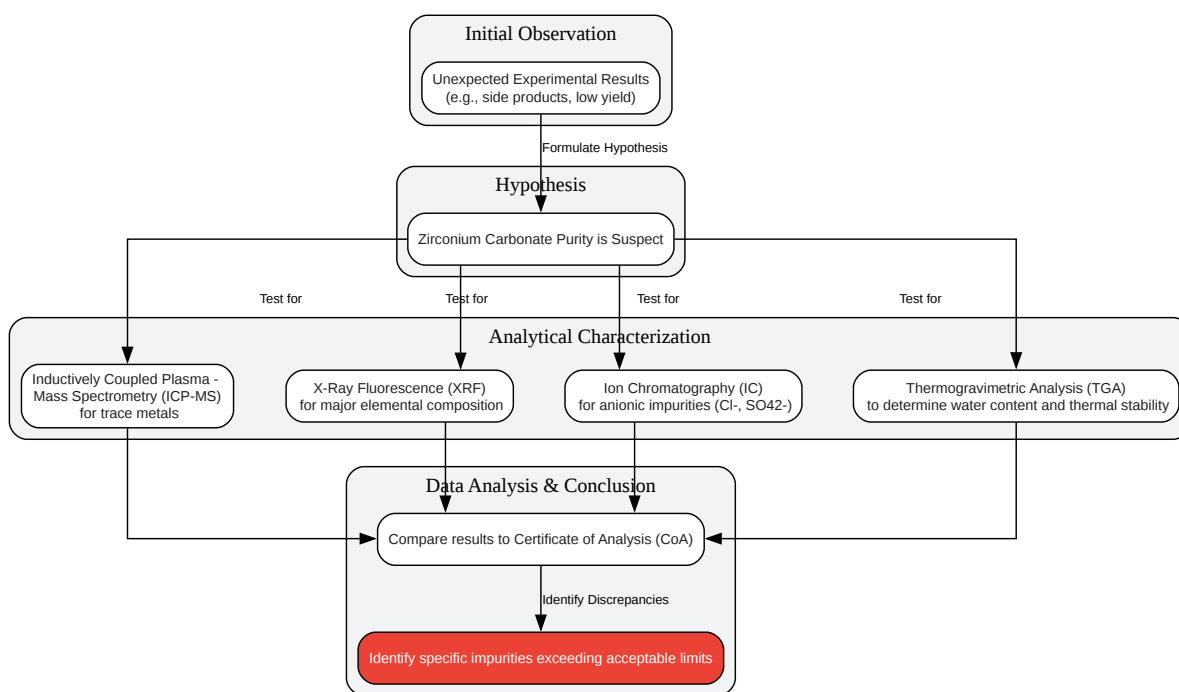 Initial Observation
Unexpected Experimental Results
(e.g., side products, low yield)
Formulate Hypothesis
Hypothesis
Zirconium Carbonate Purity is Suspect
Test for
Test for
Test for
Test for
Analytical Characterization
Inductively Coupled Plasma -
Mass Spectrometry (ICP-MS)
for trace metals
X-Ray Fluorescence (XRF)
for major elemental composition
Ion Chromatography (IC)
for anionic impurities (Cl-, SO42-)
Thermogravimetric Analysis (TGA)
to determine water content and thermal stability
Data Analysis & Conclusion
Compare results to Certificate of Analysis (CoA)
Identify Discrepancies
Identify specific impurities exceeding acceptable limits